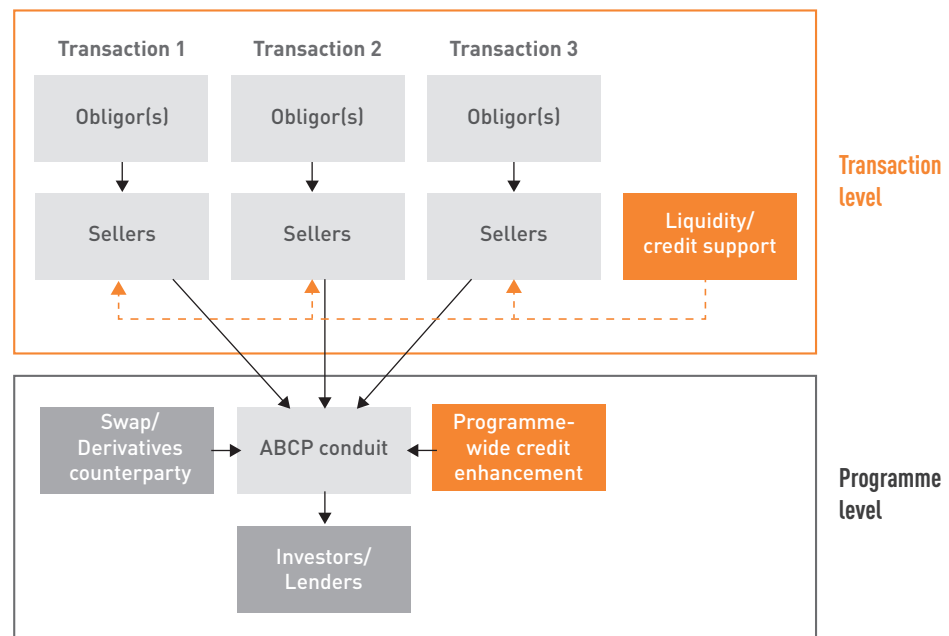 Transaction 1
Transaction 2
Transaction 3
Obligor(s)
Obligor(s)
Obligor(s)
Transaction
level
Sellers
Sellers
Sellers
Liquidity/
credit support
Swap/
Derivatives
counterparty
ABCP conduit
Programme-
wide credit
enhancement
Programme
level
Investors/
Lenders